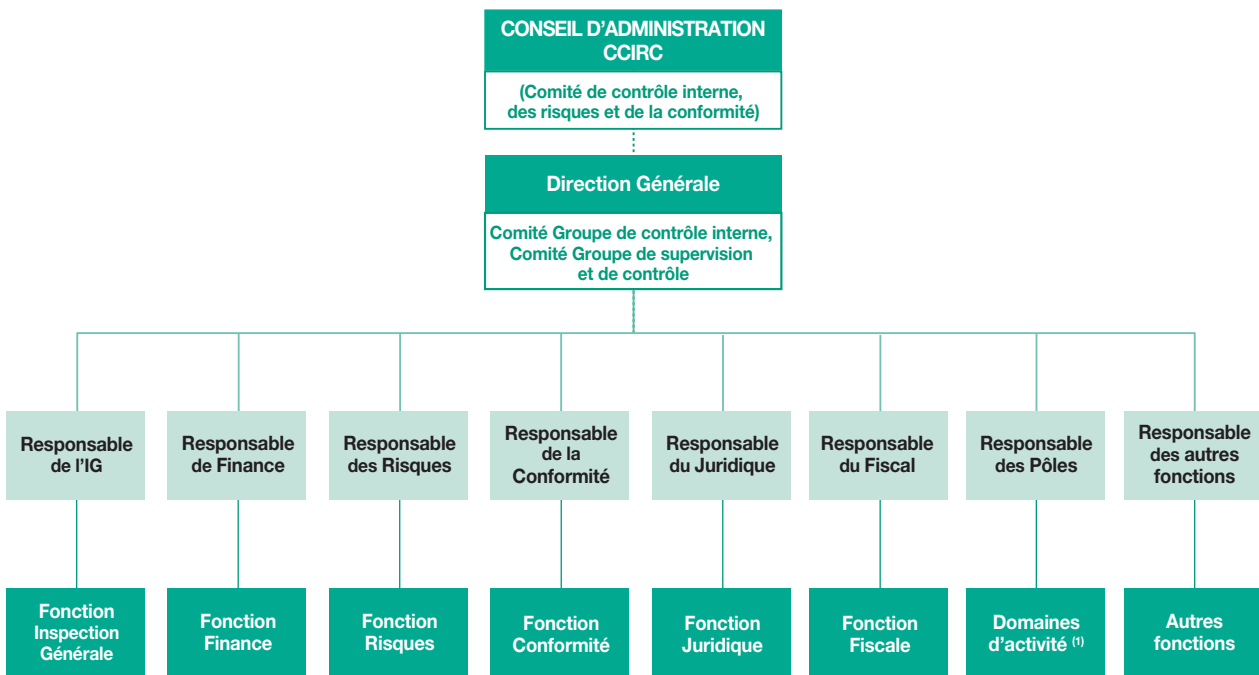 CONSEIL D’ADMINISTRATION
CCIRC
(Comité de contrôle interne,
des risques et de la conformité)
Direction Générale
Comité Groupe de contrôle interne,
Comité Groupe de supervision
et de contrôle
Responsable
de l’IG
Responsable
de Finance
Responsable
des Risques
Responsable
de la
Conformité
Responsable
du Juridique
Responsable
du Fiscal
Responsable
des Pôles
Responsable
des autres
fonctions
Fonction
Inspection
Générale
Fonction
Finance
Fonction
Risques
Fonction
Conformité
Fonction
Juridique
Fonction
Fiscale
Domaines
d’activité (1)
Autres
fonctions